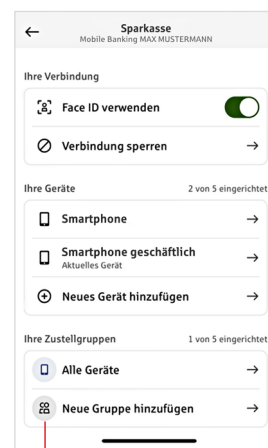 Sparkasse
Mobile Banking MAX MUSTERMANN
Ihre Verbindung
Face ID verwenden
Verbindung sperren
Ihre Geräte 2 von 5 eingerichtet
Smartphone
Smartphone geschäftlich
Aktuelles Gerät
Neues Gerät hinzufügen
Ihre Zustellgruppen 1 von 5 eingerichtet
Alle Geräte
Neue Gruppe hinzufügen